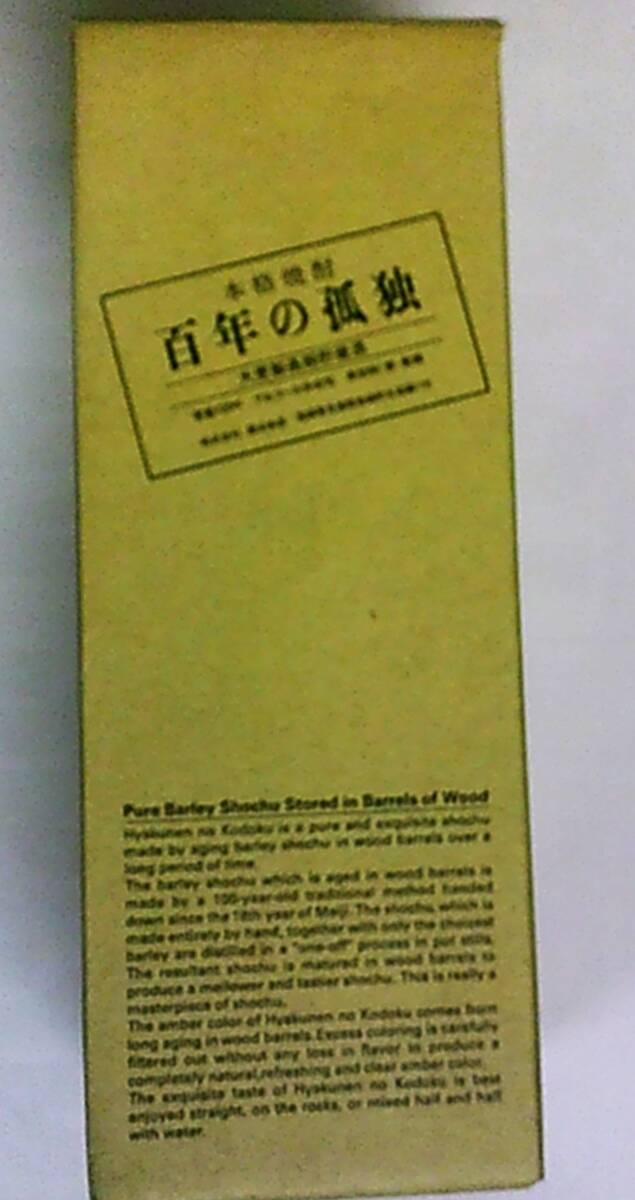 本格焼酎
百年の孤独
Pure Barley Shochu Stored in Barrels of Wood
Hyakunen no Kodoku is a pure and exquisite shochu
made by aging barley shochu in wood barrels over a
long period of time.
The barley shochu which is aged in wood barrels is
made by a 100-year-old traditional method handed
down since the 18th year of Meiji. The shochu, which is
made entirely by hand, together with only the choicest
barley are distilled in a "one-off" process in pot stills.
The resultant shochu is matured in wood barrels to
produce a mellower and tastier shochu. This is really a
masterpiece of shochu.
The amber color of Hyakunen no Kodoku comes from
long aging in wood barrels. Excess coloring is carefully
filtered out without any loss in flavor to produce a
completely natural, refreshing and clear amber color.
The exquisite taste of Hyakunen no Kodoku is best
enjoyed straight, on the rocks, or mixed half and half
with water.